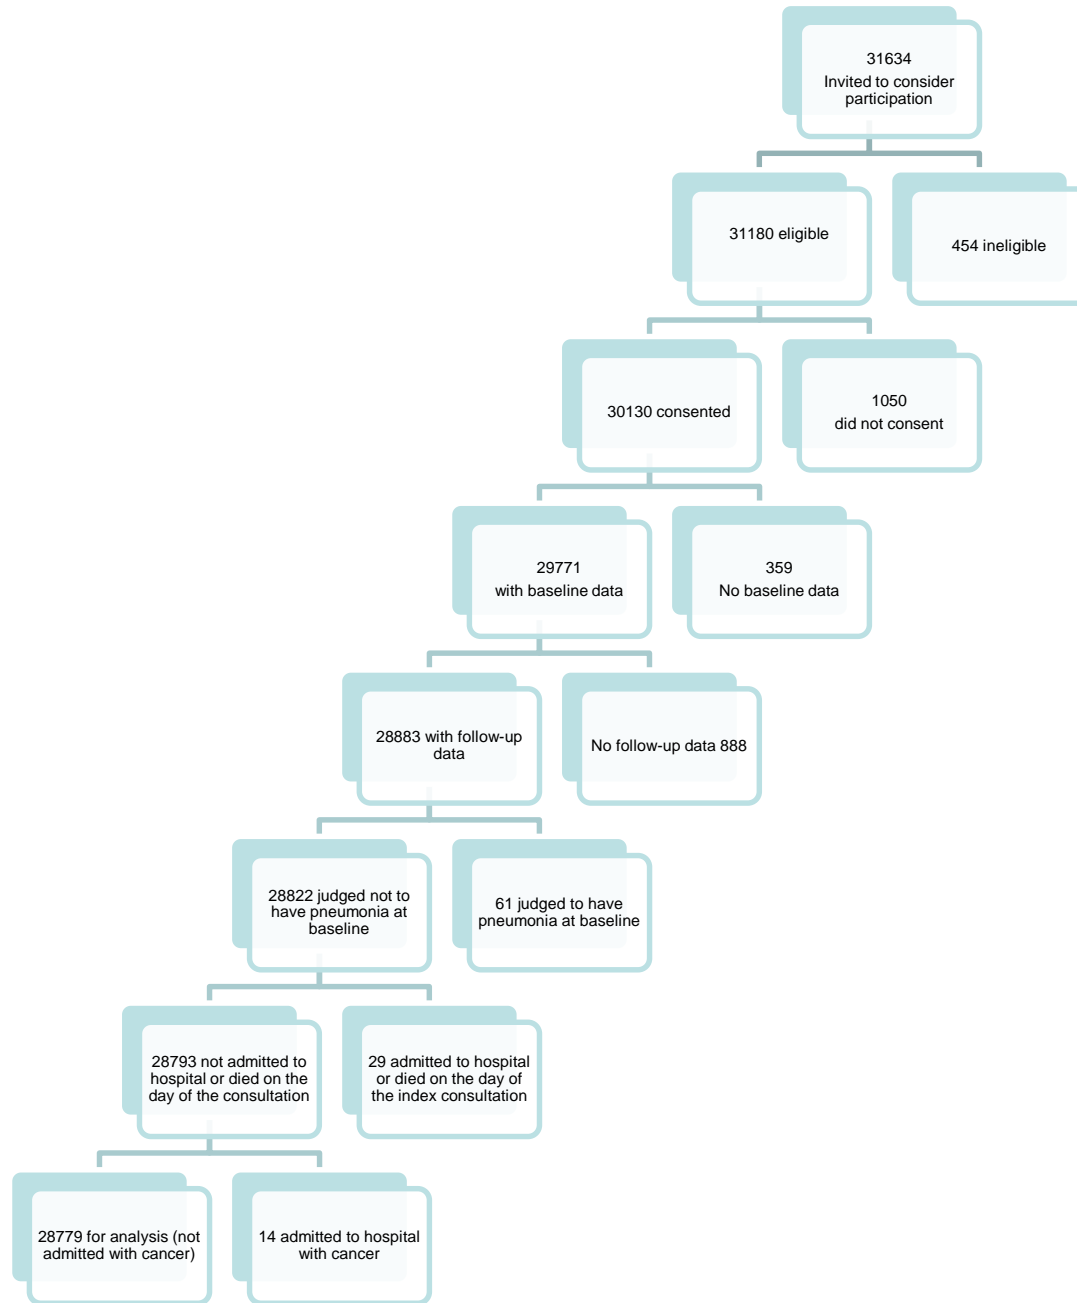 31634
Invited to consider
participation
31180 eligible
454 ineligible
30130 consented
1050
did not consent
29771
with baseline data
359
No baseline data
28883 with follow-up
data
No follow-up data 888
28822 judged not to
have pneumonia at
baseline
61 judged to have
pneumonia at baseline
28793 not admitted to
hospital or died on the
day of the consultation
29 admitted to hospital
or died on the day of
the index consultation
28779 for analysis (not
admitted with cancer)
14 admitted to hospital
with cancer